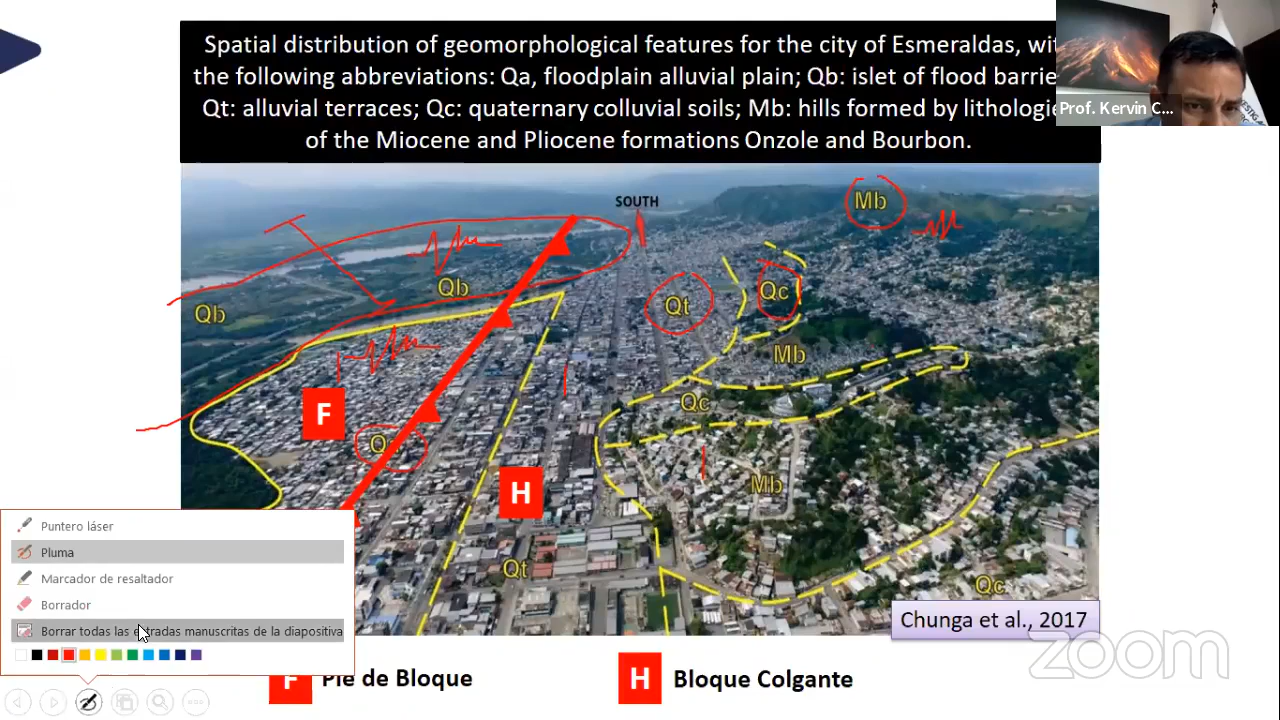 Spatial distribution of geomorphological features for the city of Esmeraldas,
the following abbreviations: Qa, floodplain alluvial plain; Qb: islet of flood
Qt: alluvial terraces; Qc: quaternary colluvial soils; Mb: hills formed by
of the Miocene and Pliocene formations Onzole and Bourbon.
Prof. Kervin C...
SOUTH
Mb
Qb
Qb
Qt
Qc
Mb
Qc
F
H
Mb
Qt
Qc
Chunga et al., 2017
Puntero láser
Pluma
Marcador de resaltador
Borrador
Borrar todas las entradas manuscritas de la diapositiva
F Pie de Bloque
H Bloque Colgante
zoom